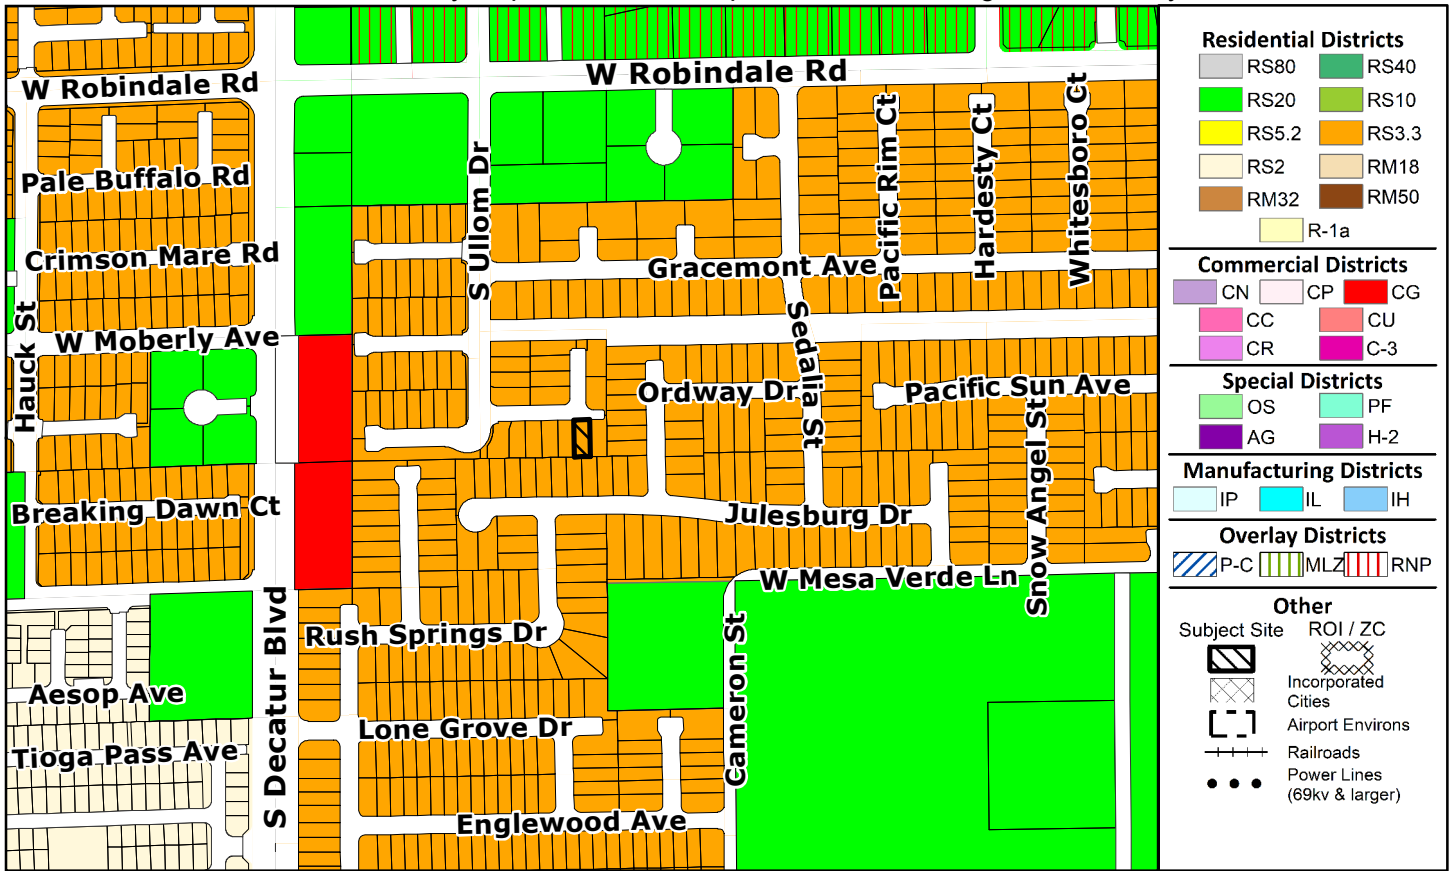 W Robindale Rd
W Robindale Rd
Pale Buffalo Rd
Crimson Mare Rd
W Moberly Ave
Hauck St
Breaking Dawn Ct
Aesop Ave
Tioga Pass Ave
S Decatur Blvd
S Ullom Dr
Gracemont Ave
Pacific Rim Ct
Hardesty Ct
Whitesboro Ct
Sedalia St
Ordway Dr
Pacific Sun Ave
Snow Angel St
Julesburg Dr
W Mesa Verde Ln
Rush Springs Dr
Lone Grove Dr
Cameron St
Englewood Ave
Residential Districts
RS80 RS40
RS20 RS10
RS5.2 RS3.3
RS2 RM18
RM32 RM50
R-1a
Commercial Districts
CN CP CG
CC CU
CR C-3
Special Districts
OS PF
AG H-2
Manufacturing Districts
IP IL IH
Overlay Districts
P-C MLZ RNP
Other
Subject Site ROI / ZC
Incorporated
Cities
Airport Environs
Railroads
Power Lines
(69kv & larger)